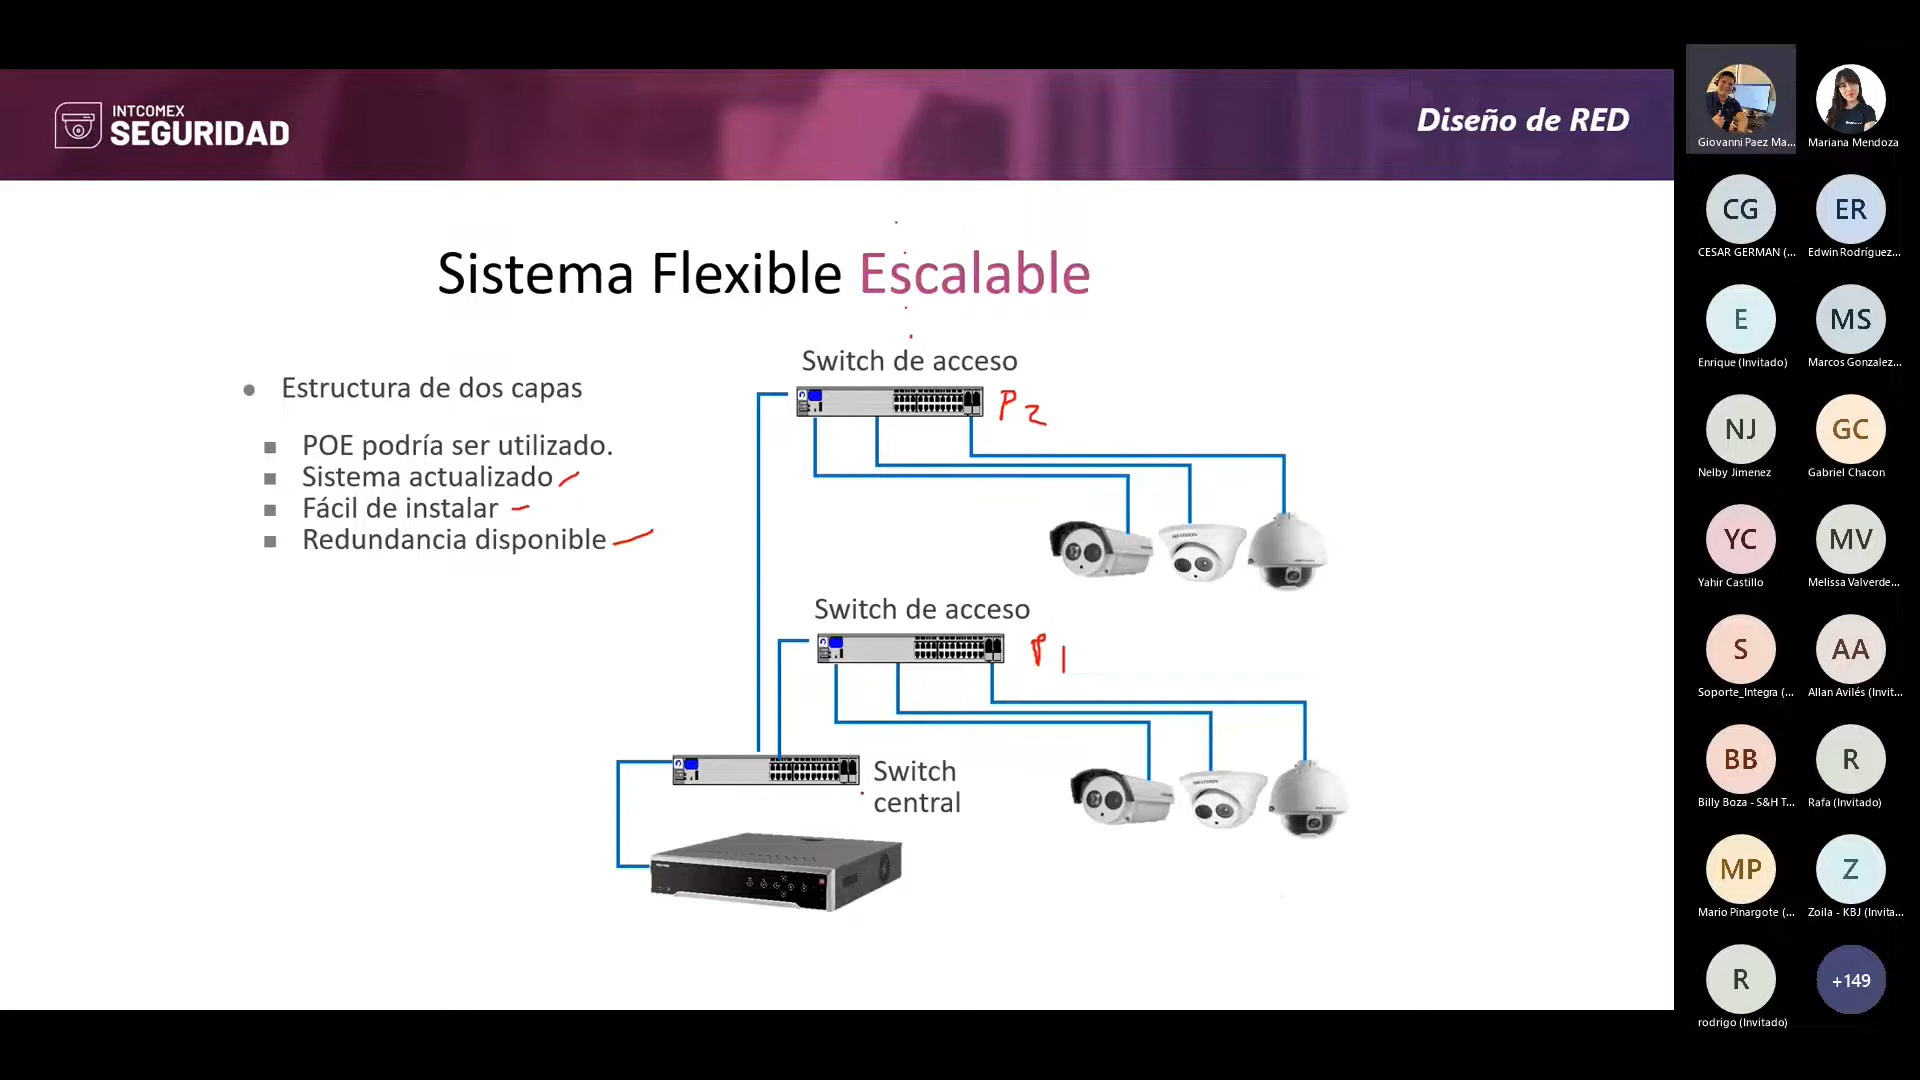 INTCOMEX
SEGURIDAD
Diseño de RED
Sistema Flexible Escalable
Estructura de dos capas
POE podría ser utilizado.
Sistema actualizado
Fácil de instalar
Redundancia disponible
Switch de acceso
P2
Switch de acceso
P1
Switch
central
HIKVISION
HIKVISION
Giovanni Paez Ma...
Mariana Mendoza
CG
CESAR GERMAN (...
ER
Edwin Rodríguez...
E
Enrique (Invitado)
MS
Marcos Gonzalez...
NJ
Nelby Jimenez
GC
Gabriel Chacon
YC
Yahir Castillo
MV
Melissa Valverde...
S
Soporte_Integra (...
AA
Allan Avilés (Invit...
BB
Billy Boza - S&H T...
R
Rafa (Invitado)
MP
Mario Pinargote (...
Z
Zoila - KBJ (Invita...
R
rodrigo (Invitado)
+149